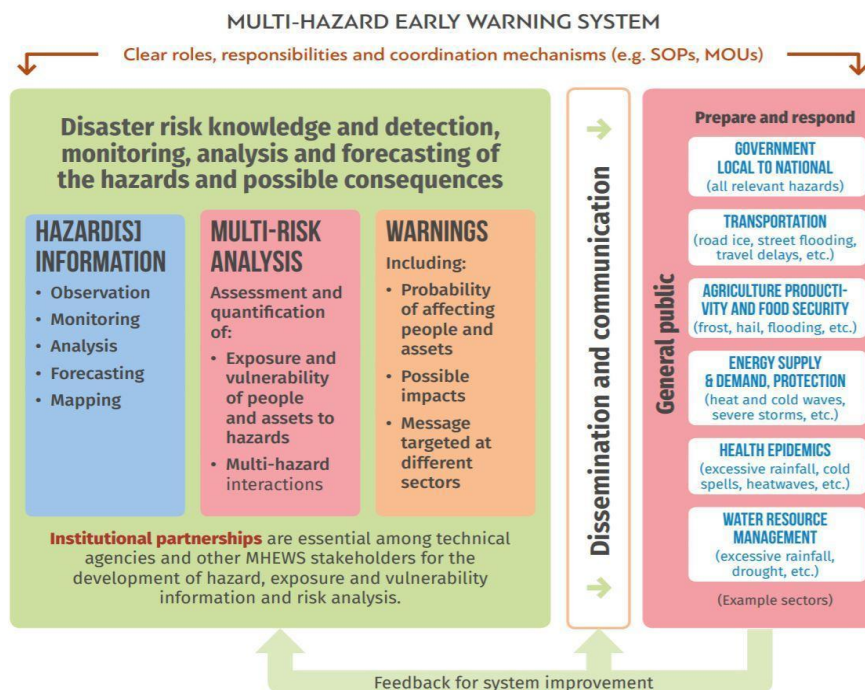 MULTI-HAZARD EARLY WARNING SYSTEM
Clear roles, responsibilities and coordination mechanisms (e.g. SOPs, MOUs)
Disaster risk knowledge and detection,
monitoring, analysis and forecasting of
the hazards and possible consequences
HAZARD[S]
INFORMATION
• Observation
• Monitoring
• Analysis
• Forecasting
• Mapping
MULTI-RISK
ANALYSIS
Assessment and
quantification
of:
• Exposure and
vulnerability
of people
and assets to
hazards
• Multi-hazard
interactions
WARNINGS
Including:
• Probability
of affecting
people and
assets
• Possible
impacts
• Message
targeted at
different
sectors
Institutional partnerships are essential among technical
agencies and other MHEWS stakeholders for the
development of hazard, exposure and vulnerability
information and risk analysis.
Dissemination and communication
General public
Prepare and respond
GOVERNMENT
LOCAL TO NATIONAL
(all relevant hazards)
TRANSPORTATION
(road ice, street flooding,
travel delays, etc.)
AGRICULTURE PRODUCTI-
VITY AND FOOD SECURITY
(frost, hail, flooding, etc.)
ENERGY SUPPLY
& DEMAND, PROTECTION
(heat and cold waves,
severe storms, etc.)
HEALTH EPIDEMICS
(excessive rainfall, cold
spells, heatwaves, etc.)
WATER RESOURCE
MANAGEMENT
(excessive rainfall,
drought, etc.)
(Example sectors)
Feedback for system improvement